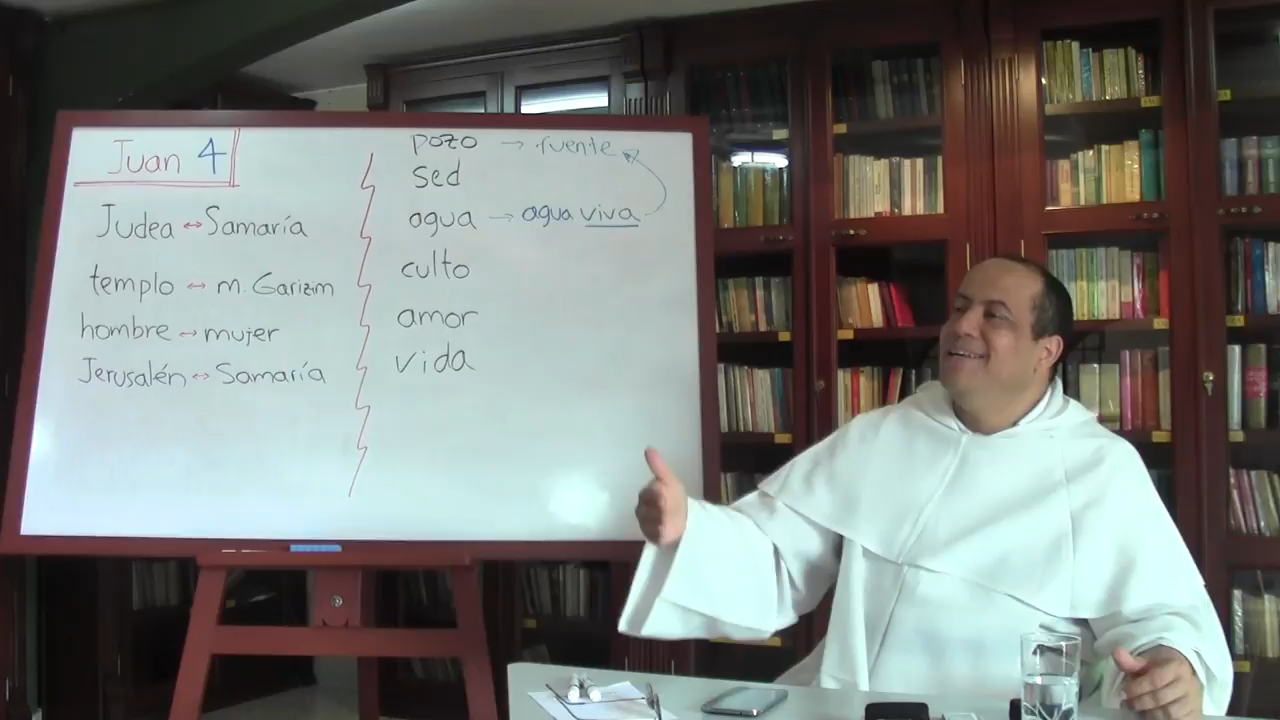 Juan 4
Judea ↔ Samaría
templo ↔ m. Garizim
hombre ↔ mujer
Jerusalén ↔ Samaría
pozo → fuente
sed
agua → agua viva
culto
amor
vida